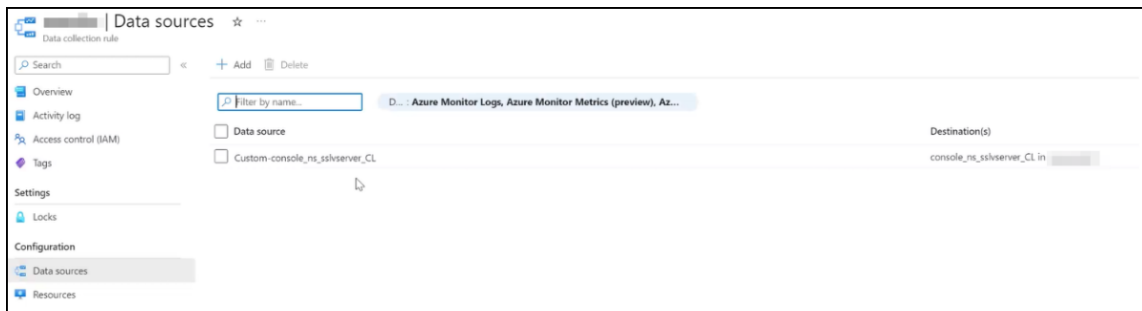 | Data sources
Data collection rule
Search
+ Add Delete
Overview
Activity log
Access control (IAM)
Tags
Settings
Locks
Configuration
Data sources
Resources
Filter by name...
D... : Azure Monitor Logs, Azure Monitor Metrics (preview), Az...
Data source Destination(s)
Custom-console_ns_sslvserver_CL console_ns_sslvserver_CL in